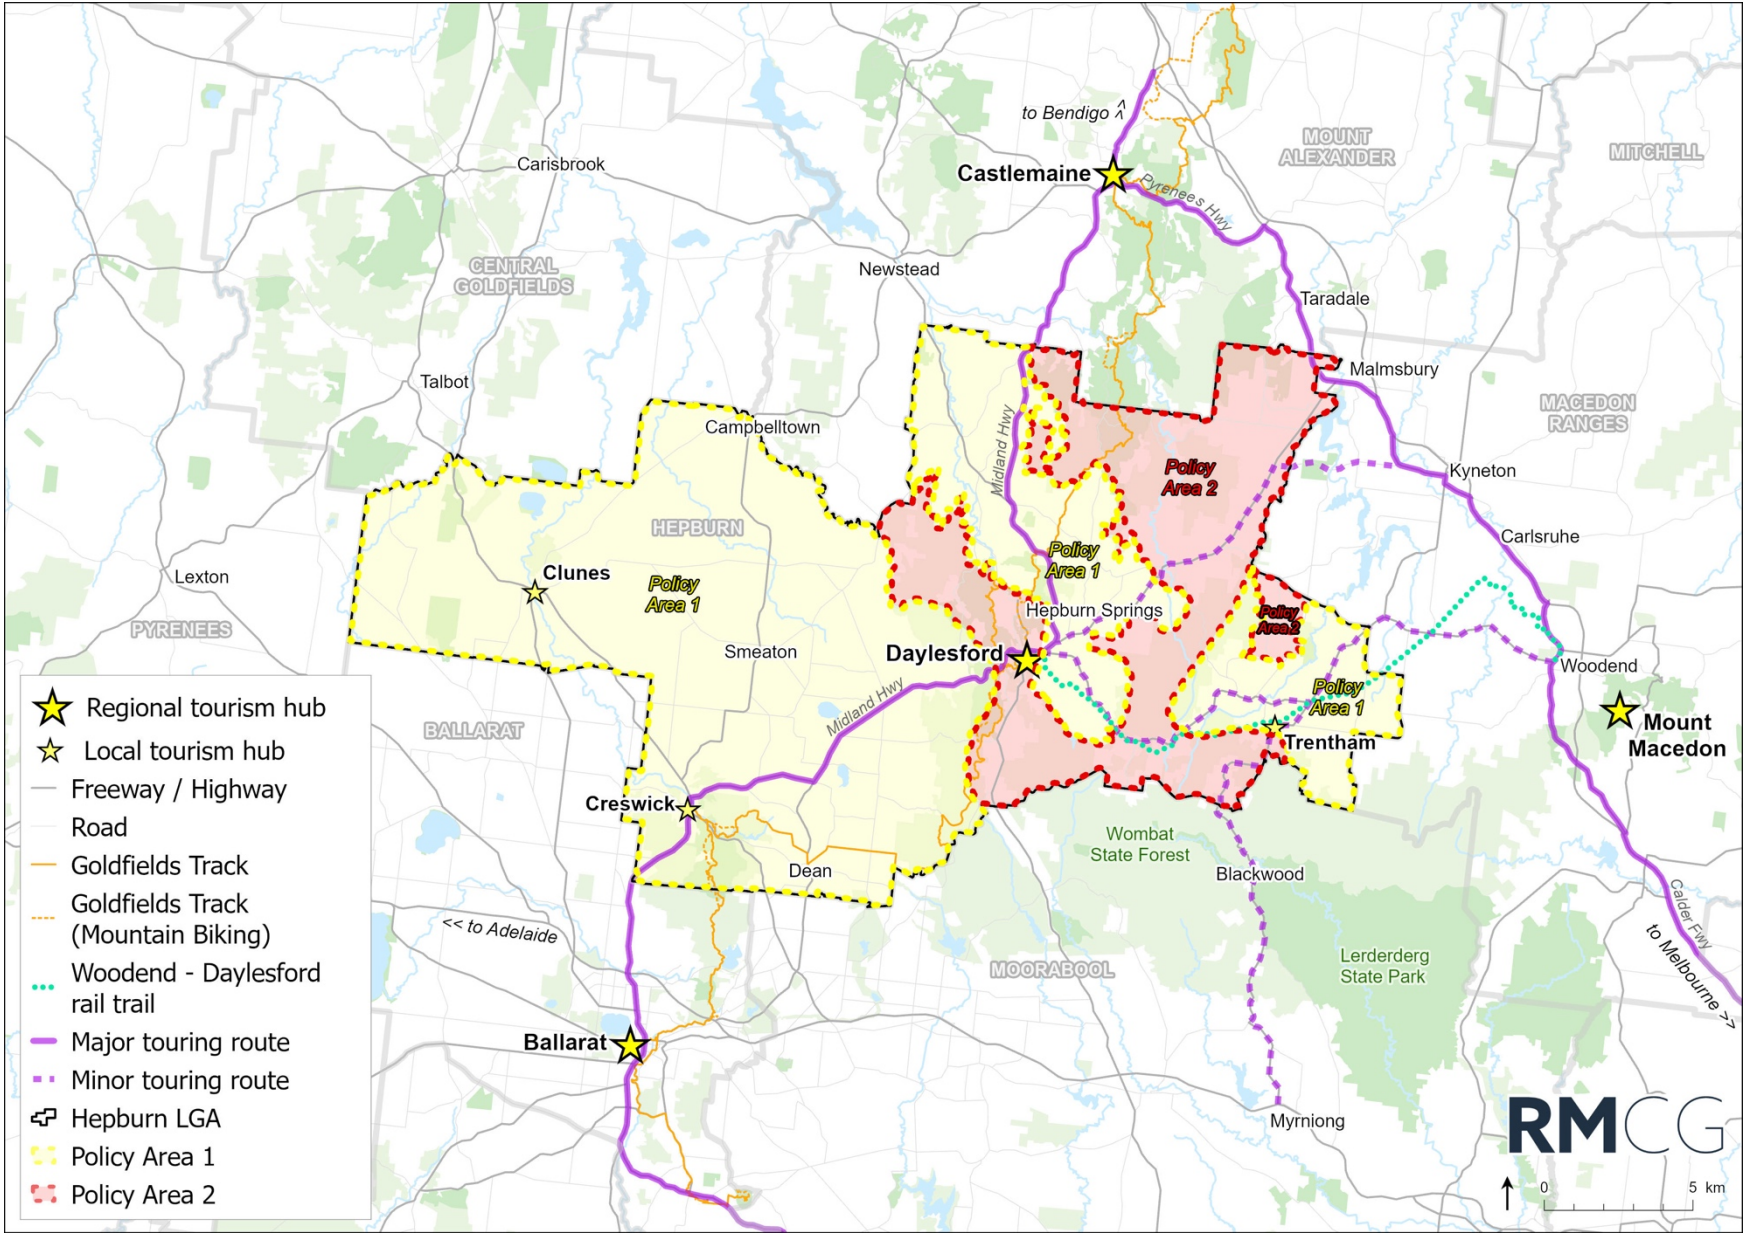 to Bendigo ^
MOUNT
ALEXANDER
MITCHELL
Carisbrook
Castlemaine
Pyrenees Hwy
CENTRAL
GOLDFIELDS
Newstead
Taradale
Talbot
Malmsbury
MACEDON
RANGES
Campbelltown
Midland Hwy
Policy
Area 2
Kyneton
HEPBURN
Carlsruhe
Lexton
Clunes
Policy
Area 1
Policy
Area 1
Hepburn Springs
Policy
Area 2
PYRENEES
Smeaton
Daylesford
Woodend
Policy
Area 1
Midland Hwy
BALLARAT
Trentham
Mount
Macedon
Creswick
Wombat
State Forest
Dean
Blackwood
Calder Fwy
<< to Adelaide
to Melbourne >>
MOORABOOL
Lerderderg
State Park
Ballarat
Myrniong
Regional tourism hub
Local tourism hub
Freeway / Highway
Road
Goldfields Track
Goldfields Track
(Mountain Biking)
Woodend - Daylesford
rail trail
Major touring route
Minor touring route
Hepburn LGA
Policy Area 1
Policy Area 2
RMCG
0 5 km